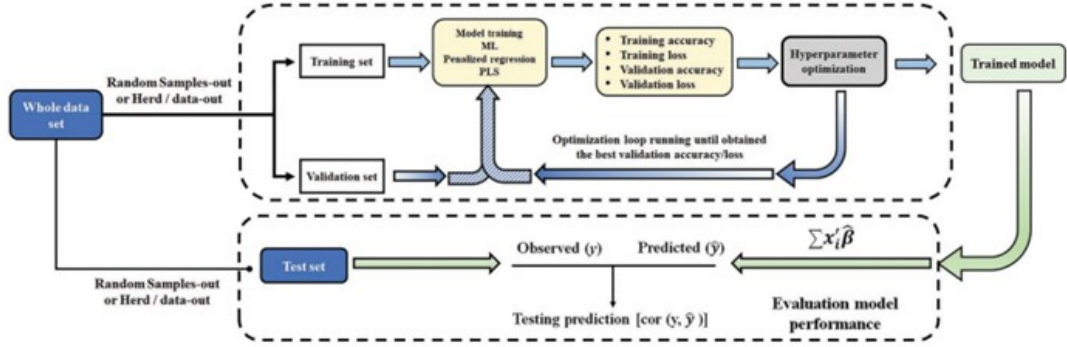 Whole data
set
Random Samples-out
or Herd / data-out
Training set
Validation set
Model training
ML
Penalized regression
PLS
• Training accuracy
• Training loss
• Validation accuracy
• Validation loss
Hyperparameter
optimization
Trained model
Optimization loop running until obtained
the best validation accuracy/loss
Random Samples-out
or Herd / data-out
Test set
Observed (y)
Predicted (ŷ)
∑x′ᵢβ̂
Testing prediction [cor (y, ŷ )]
Evaluation model
performance